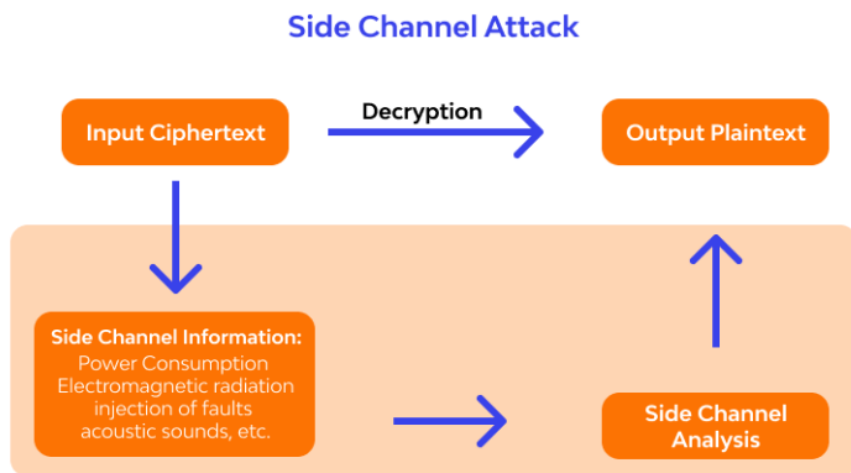 Side Channel Attack
Input Ciphertext
Decryption
Output Plaintext
Side Channel Information:
Power Consumption
Electromagnetic radiation
injection of faults
acoustic sounds, etc.
Side Channel
Analysis